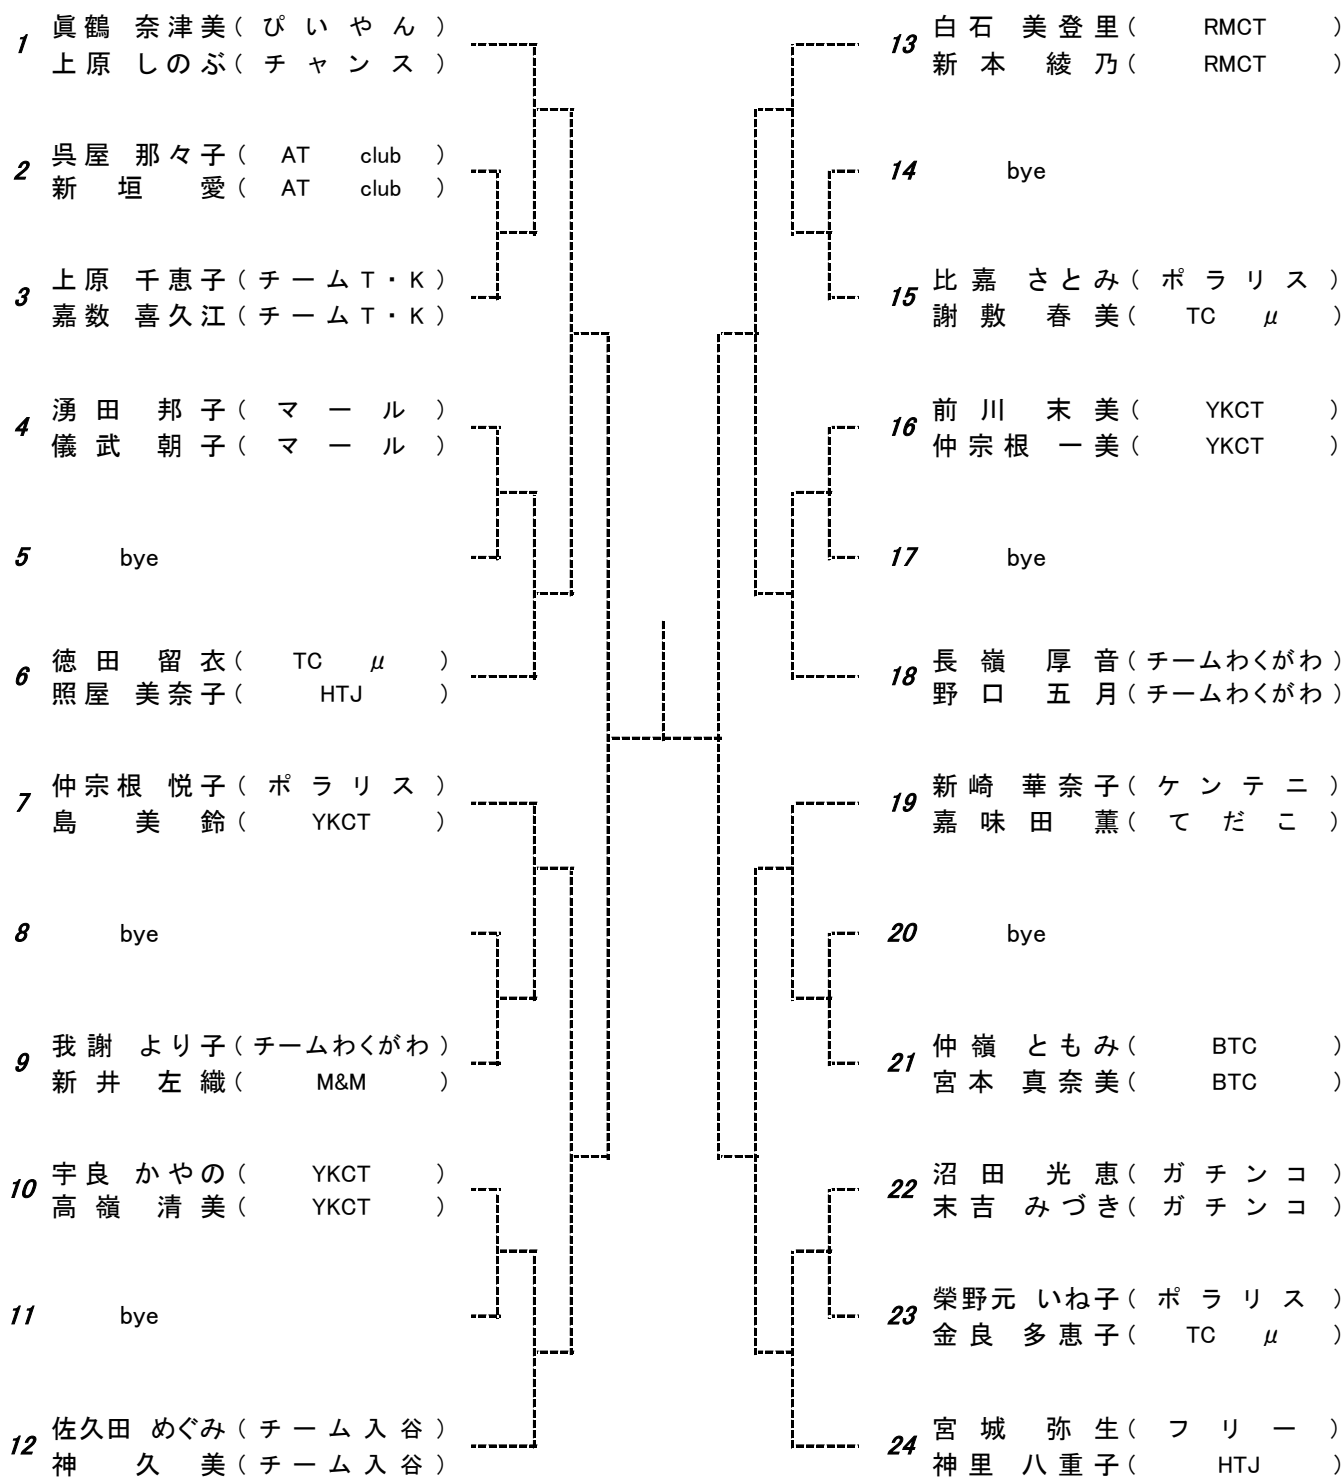 1 眞鶴 奈津美(ぴいやん)
上原 しのぶ(チャンス)
2 呉屋 那々子(AT club)
新垣 愛(AT club)
3 上原 千恵子(チームT・K)
嘉数 喜久江(チームT・K)
4 湧田 邦子(マール)
儀武 朝子(マール)
5 bye
6 徳田 留衣(TC μ)
照屋 美奈子(HTJ)
7 仲宗根 悦子(ポラリス)
島 美鈴(YKCT)
8 bye
9 我謝 より子(チームわくがわ)
新井 左織(M&M)
10 宇良 かやの(YKCT)
高嶺 清美(YKCT)
11 bye
12 佐久田 めぐみ(チーム入谷)
神 久美(チーム入谷)
13 白石 美登里(RMCT)
新本 綾乃(RMCT)
14 bye
15 比嘉 さとみ(ポラリス)
謝敷 春美(TC μ)
16 前川 末美(YKCT)
仲宗根 一美(YKCT)
17 bye
18 長嶺 厚音(チームわくがわ)
野口 五月(チームわくがわ)
19 新崎 華奈子(ケンテニ)
嘉味田 薫(てだこ)
20 bye
21 仲嶺 ともみ(BTC)
宮本 真奈美(BTC)
22 沼田 光恵(ガチンコ)
末吉 みづき(ガチンコ)
23 榮野元 いね子(ポラリス)
金良 多恵子(TC μ)
24 宮城 弥生(フリー)
神里 八重子(HTJ)